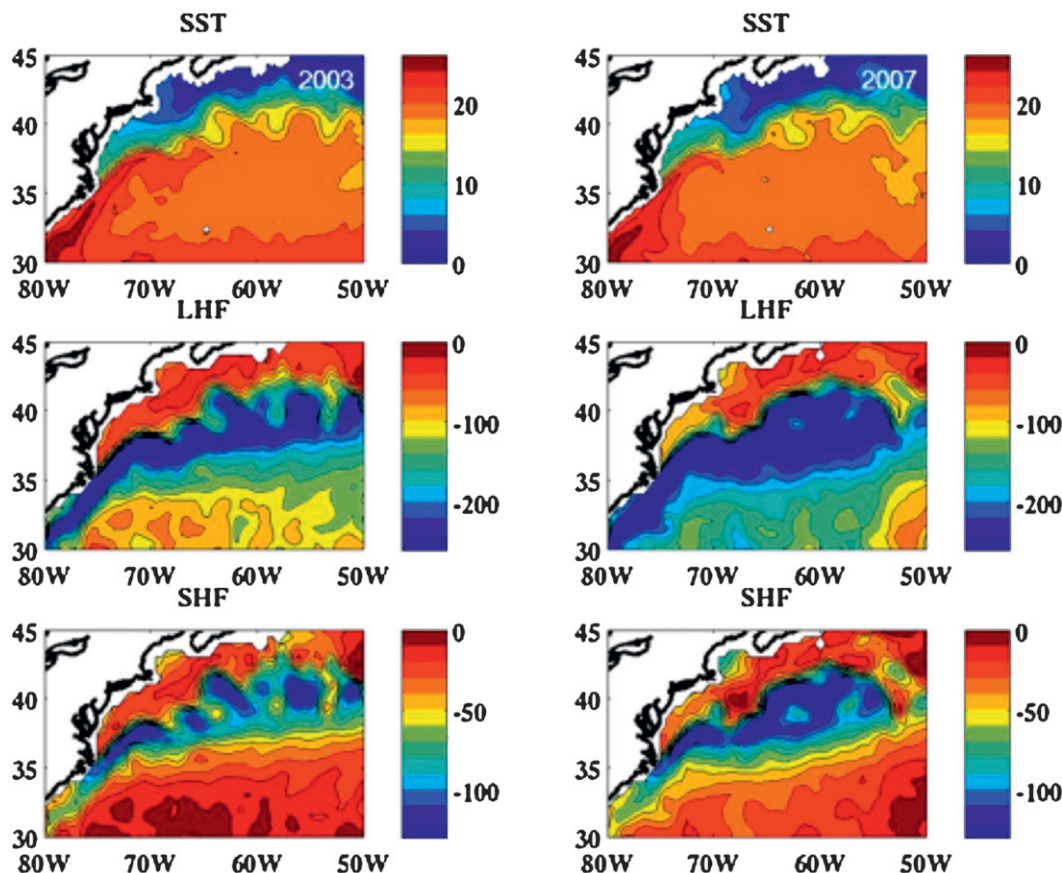 SST SST
45 2003 20 45 2007 20
40 40
35 10 35 10
30 0 30 0
80W 70W 60W 50W 80W 70W 60W 50W
LHF LHF
45 0 45 0
40 -100 40 -100
35 -200 35 -200
30 30
80W 70W 60W 50W 80W 70W 60W 50W
SHF SHF
45 0 45 0
40 -50 40 -50
35 -100 35 -100
30 30
80W 70W 60W 50W 80W 70W 60W 50W